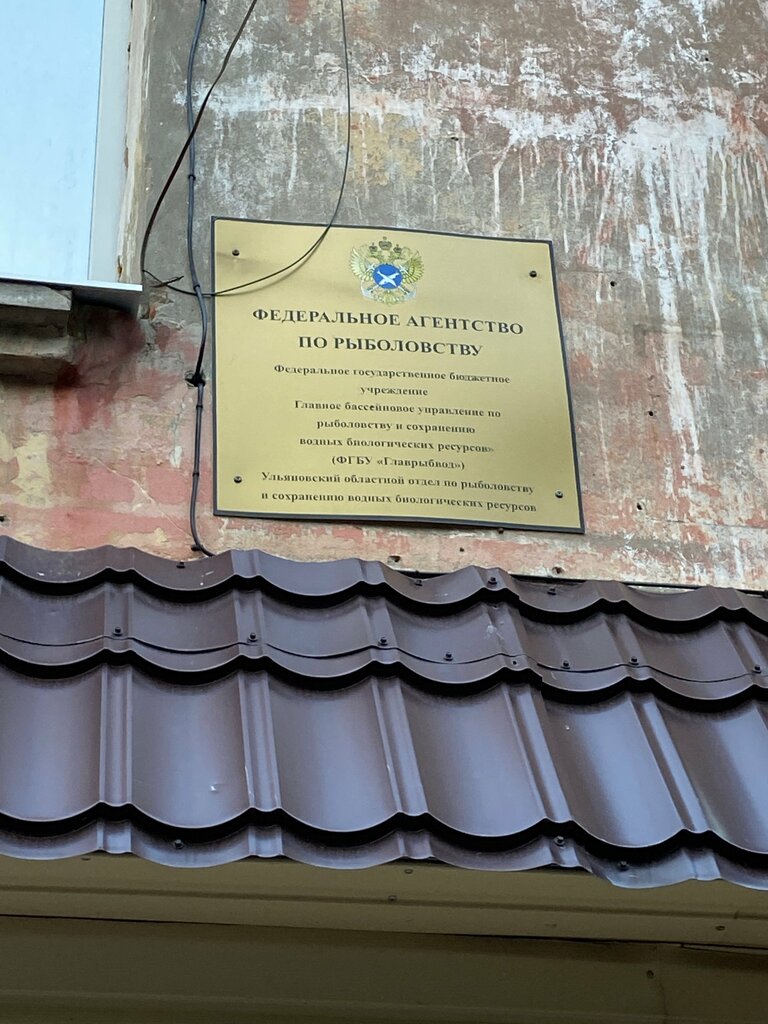 ФЕДЕРАЛЬНОЕ АГЕНТСТВО
ПО РЫБОЛОВСТВУ
Федеральное государственное бюджетное
учреждение
Главное бассейновое управление по
рыболовству и сохранению
водных биологических ресурсов»
(ФГБУ «Главрыбвод»)
Ульяновский областной отдел по рыболовству
и сохранению водных биологических ресурсов